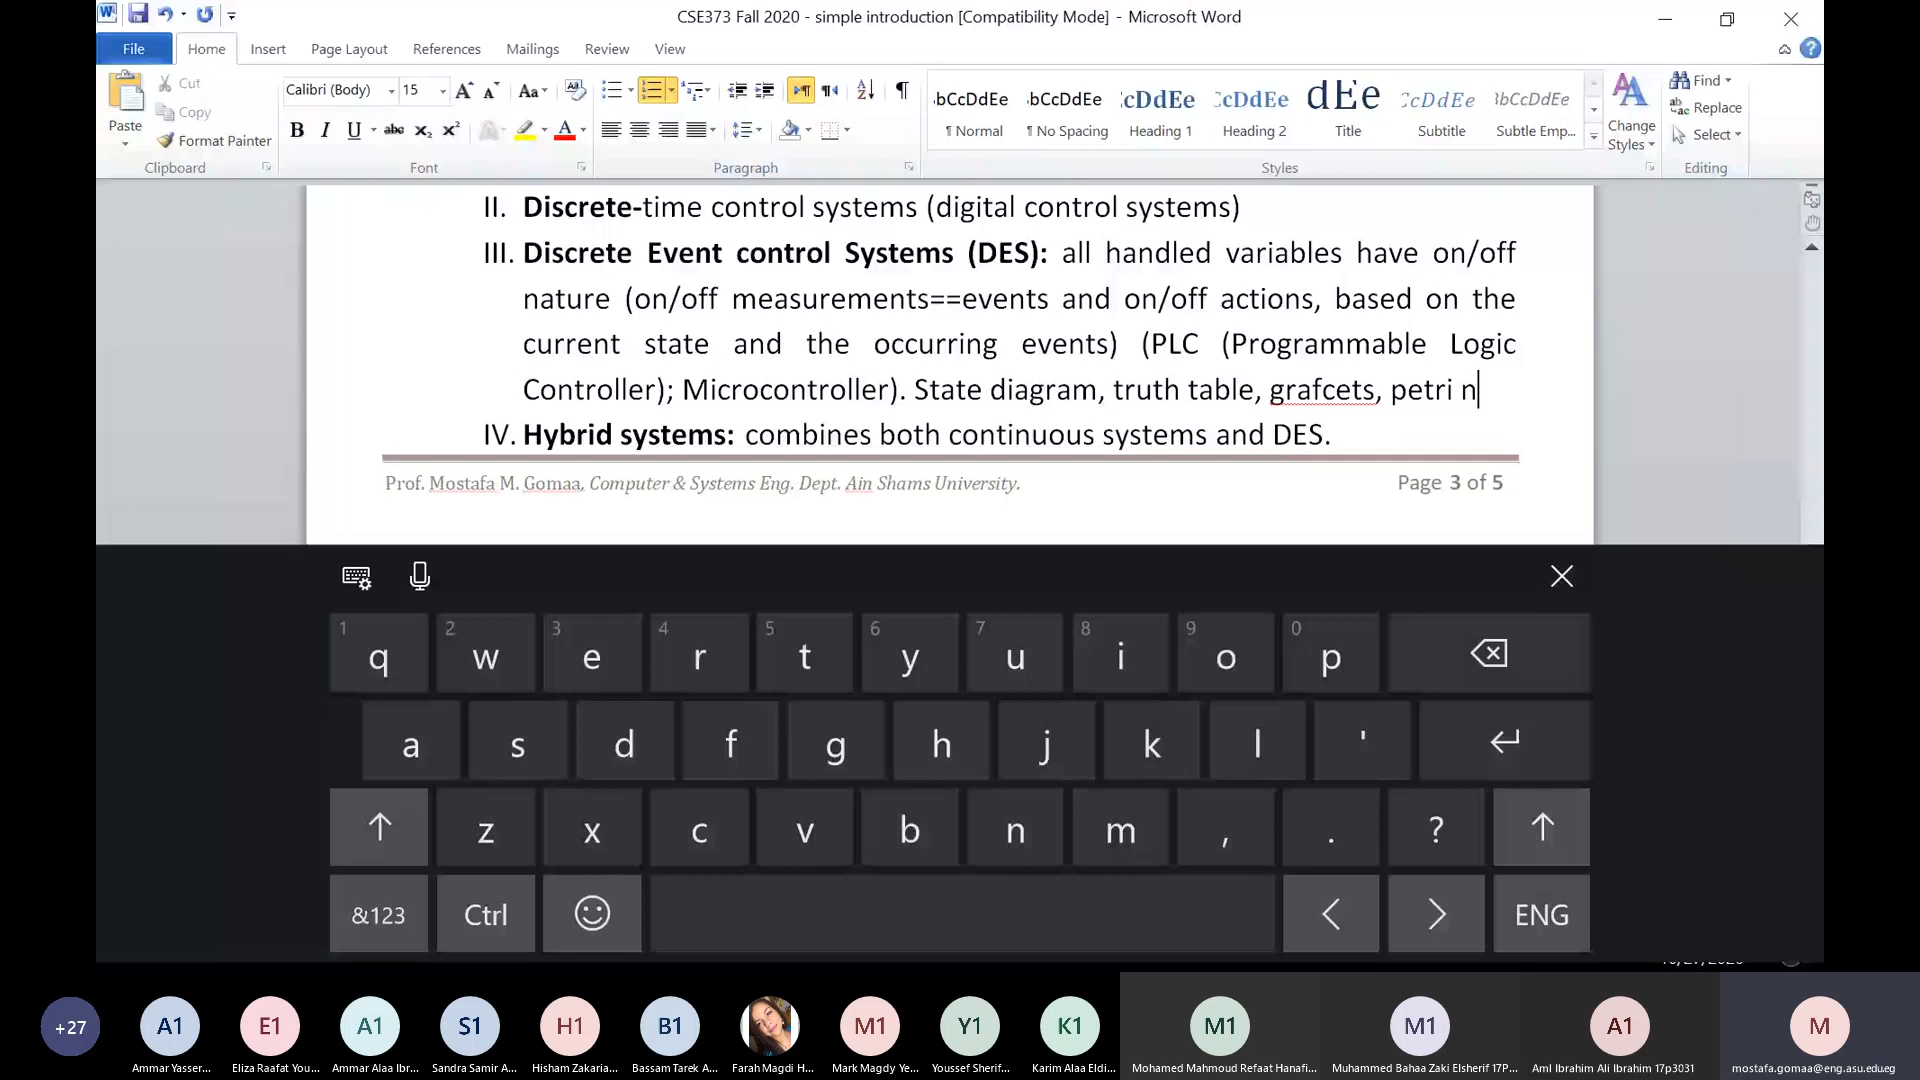 CSE373 Fall 2020 - simple introduction [Compatibility Mode] - Microsoft Word
File Home Insert Page Layout References Mailings Review View
Paste
Cut
Copy
Format Painter
Clipboard
Calibri (Body) 15
Font
Paragraph
bCcDdEe bCcDdEe CcDdEe CcDdEe dEe CcDdEe BbCcDdEe
¶ Normal ¶ No Spacing Heading 1 Heading 2 Title Subtitle Subtle Emp...
Styles
Change
Styles
Find
Replace
Select
Editing
II. Discrete-time control systems (digital control systems)
III. Discrete Event control Systems (DES): all handled variables have on/off
nature (on/off measurements==events and on/off actions, based on the
current state and the occurring events) (PLC (Programmable Logic
Controller); Microcontroller). State diagram, truth table, grafcets, petri n
IV. Hybrid systems: combines both continuous systems and DES.
Prof. Mostafa M. Gomaa, Computer & Systems Eng. Dept. Ain Shams University. Page 3 of 5
1 2 3 4 5 6 7 8 9 0
q w e r t y u i o p
a s d f g h j k l '
z x c v b n m , . ?
&123 Ctrl ENG
+27 A1 E1 A1 S1 H1 B1 M1 Y1 K1 M1 M1 A1 M
Ammar Yasser... Eliza Raafat You... Ammar Alaa Ibr... Sandra Samir A... Hisham Zakaria... Bassam Tarek A... Farah Magdi H... Mark Magdy Ye... Youssef Sherif... Karim Alaa Eldi... Mohamed Mahmoud Refaat Hanafi... Muhammed Bahaa Zaki Elsherif 17P... Aml Ibrahim Ali Ibrahim 17p3031 mostafa.gomaa@eng.asu.edu.eg